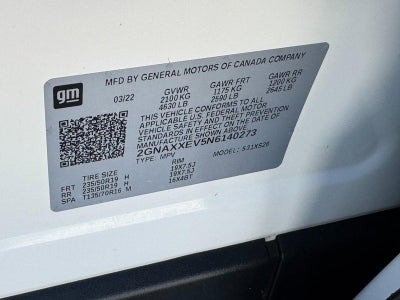 gm
MFD BY GENERAL MOTORS OF CANADA COMPANY
03/22 GVWR GAWR FRT GAWR RR
2100 KG 1175 KG 1200 KG
4630 LB 2590 LB 2645 LB
THIS VEHICLE CONFORMS TO ALL
APPLICABLE U.S. FEDERAL
MOTOR VEHICLE SAFETY, BUMPER, AND
THEFT PREVENTION STANDARDS IN
EFFECT ON THE DATE OF
MANUFACTURE SHOWN ABOVE.
2GNAXXEV5N6140273
TYPE: MPV MODEL: S31XS26
TIRE SIZE RIM
FRT 235/50R19 H 19X7.5J
RR 235/50R19 H 19X7.5J
SPA T135/70R16 M 16X4BT